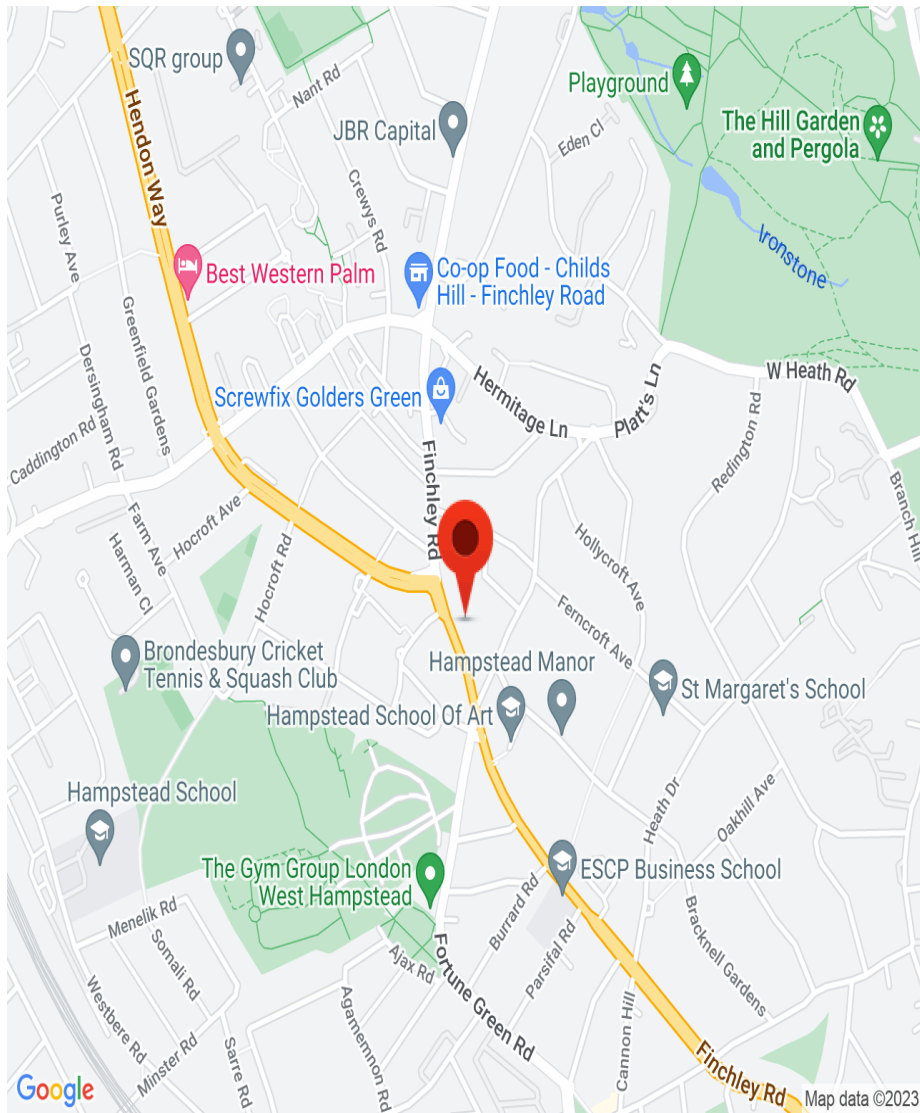 SQR group
Nant Rd
Hendon Way
JBR Capital
Playground
The Hill Garden
and Pergola
Eden Cl
Purley Ave
Crewys Rd
Ironstone
Best Western Palm
Co-op Food - Childs
Hill - Finchley Road
Greenfield Gardens
Dersingham Rd
Screwfix Golders Green
Hermitage Ln
Platt's Ln
W Heath Rd
Redington Rd
Caddington Rd
Finchley Rd
Branch Hill
Hocroft Ave
Farm Ave
Harman Cl
Hocroft Rd
Hollycroft Ave
Ferncroft Ave
Brondesbury Cricket
Tennis & Squash Club
Hampstead Manor
St Margaret's School
Hampstead School Of Art
Hampstead School
Heath Dr
Oakhill Ave
The Gym Group London
West Hampstead
ESCP Business School
Menelik Rd
Burrard Rd
Somali Rd
Parsifal Rd
Bracknell Gardens
Ajax Rd
Fortune Green Rd
Westbere Rd
Agamemnon Rd
Cannon Hill
Minster Rd
Sarre Rd
Finchley Rd
Google
Map data ©2023